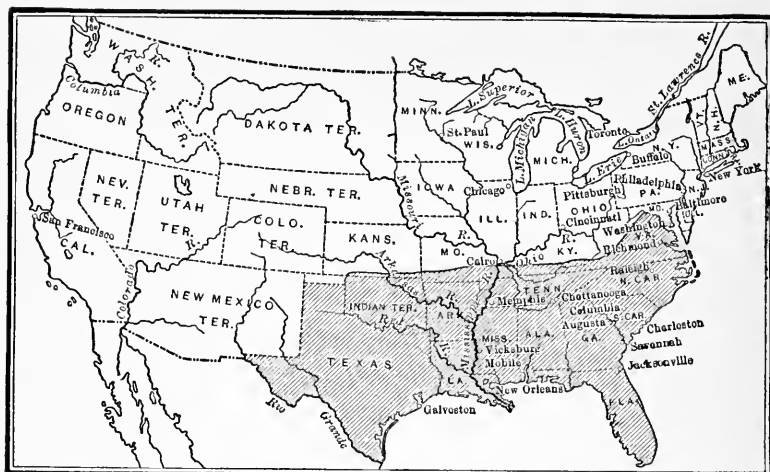 WASH. TER.
Columbia R.
OREGON
DAKOTA TER.
MINN.
St. Paul
WIS.
L. Superior
L. Michigan
L. Huron
MICH.
Toronto
L. Ontario
St. Lawrence R.
ME.
VT.
N.H.
MASS.
CONN.
N.Y.
Buffalo
L. Erie
New York
NEV. TER.
UTAH TER.
NEBR. TER.
COLO. TER.
IOWA
Chicago
ILL.
IND.
OHIO
Pittsburgh
Philadelphia
PA.
N.
Baltimore
Cincinnati
Washington
VA.
Richmond
San Francisco
CAL.
KANS.
Missouri R.
MO.
Cairo
Ohio R.
KY.
Colorado R.
NEW MEXICO TER.
INDIAN TER.
Arkansas R.
ARK.
Memphis
TENN.
Chattanooga
Raleigh
N. CAR.
Columbia
S. CAR.
Augusta
GA.
Charleston
Savannah
Jacksonville
TEXAS
R. R.
Mississippi R.
MISS.
ALA.
Vicksburg
Mobile
LA.
New Orleans
Galveston
FLA.
Rio Grande